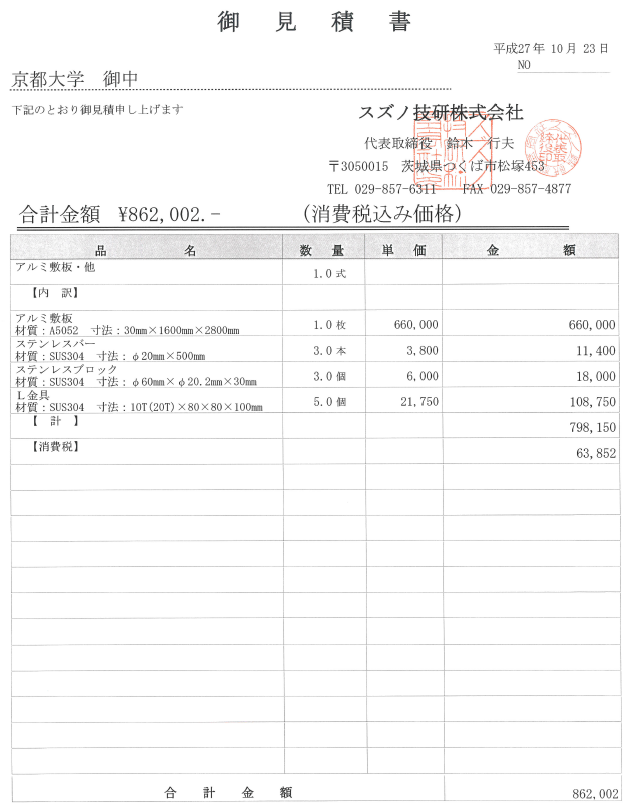 御 見 積 書
平成27 年 10 月 23 日
NO
京都大学 御中
下記のとおり御見積申し上げます
スズノ技研株式会社
代表取締役 鈴木 行夫
〒3050015 茨城県つくば市松塚453
TEL 029-857-6311 FAX 029-857-4877
合計金額 ¥862,002.- (消費税込み価格)
品 名 数 量 単 価 金 額
アルミ敷板・他 1.0 式
【内 訳】
アルミ敷板
材質:A5052 寸法:30mm×1600mm×2800mm 1.0 枚 660,000 660,000
ステンレスバー
材質:SUS304 寸法:φ20mm×500mm 3.0 本 3,800 11,400
ステンレスブロック
材質:SUS304 寸法:φ60mm×φ20.2mm×30mm 3.0 個 6,000 18,000
L金具
材質:SUS304 寸法:10T(20T)×80×80×100mm 5.0 個 21,750 108,750
【 計 】 798,150
【消費税】 63,852
合 計 金 額 862,002